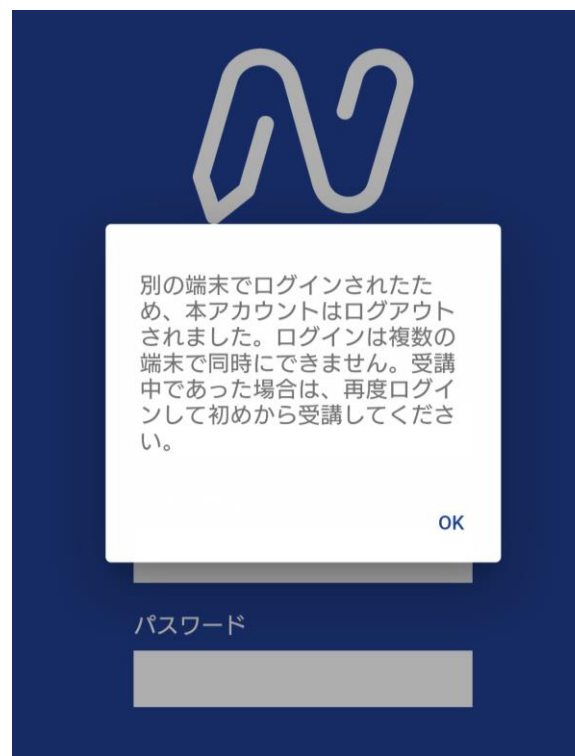 別の端末でログインされたた
め、本アカウントはログアウト
されました。ログインは複数の
端末で同時にできません。受講
中であった場合は、再度ログイ
ンして初めから受講してくださ
い。
OK
パスワード